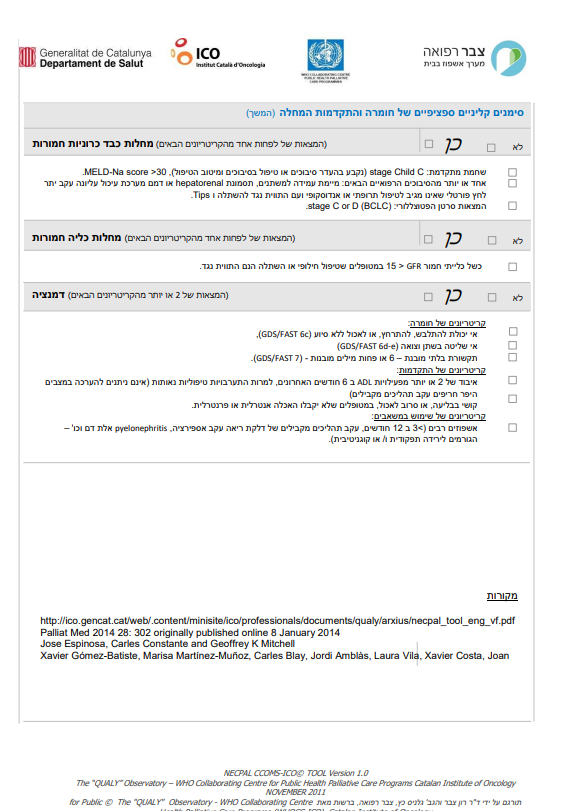 Generalitat de Catalunya
Departament de Salut
ICO
Institut Català d'Oncologia
WHO COLLABORATING CENTRE
PUBLIC HEALTH PALLIATIVE CARE
PROGRAMMES
צבר רפואה
מערך אשפוז בבית
סימנים קליניים ספציפיים של חומרה והתקדמות המחלה (המשך)
מחלות כבד כרוניות חמורות (המצאות של לפחות אחד מהקריטריונים הבאים) ☐ כן ☐ לא
☐ שחמת מתקדמת: stage Child C (נקבע בהעדר סיבוכים או טיפול בסיבוכים ומיטוב הטיפול), MELD-Na score >30.
☐ אחד או יותר מהסיבוכים הרפואיים הבאים: מיימת עמידה למשתנים, תסמונת hepatorenal או דמם מערכת עיכול עליונה עקב יתר
לחץ פורטלי שאינו מגיב לטיפול תרופתי או אנדוסקופי ועם התווית נגד להשתלה ו Tips.
☐ המצאות סרטן הפטוצללורי: stage C or D (BCLC).
מחלות כליה חמורות (המצאות של לפחות אחד מהקריטריונים הבאים) ☐ כן ☐ לא
☐ כשל כלייתי חמור GFR < 15 במטופלים שטיפול חילופי או השתלה הנם התווית נגד.
דמנציה (המצאות של 2 או יותר מהקריטריונים הבאים) ☐ כן ☐ לא
קריטריונים של חומרה:
☐ אי יכולת להתלבש, להתרחץ, או לאכול ללא סיוע (GDS/FAST 6c),
☐ אי שליטה בשתן וצואה (GDS/FAST 6d-e)
☐ תקשורת בלתי מובנת – 6 או פחות מילים מובנות - (GDS/FAST 7).
קריטריונים של התקדמות:
☐ איבוד של 2 או יותר מפעילויות ADL ב 6 חודשים האחרונים, למרות התערבויות טיפוליות נאותות (אינם ניתנים להערכה במצבים
היפר חריפים עקב תהליכים מקבילים)
☐ קושי בבליעה, או סרוב לאכול, במטופלים שלא יקבלו האכלה אנטרלית או פרנטרלית.
קריטריונים של שימוש במשאבים:
☐ אשפוזים רבים (>3 ב 12 חודשים, עקב תהליכים מקבילים של דלקת ריאה עקב אספירציה, pyelonephritis אלת דם וכו' –
הגורמים לירידה תפקודית ו/ או קוגניטיבית).
מקורות
http://ico.gencat.cat/web/.content/minisite/ico/professionals/documents/qualy/arxius/necpal_tool_eng_vf.pdf
Palliat Med 2014 28: 302 originally published online 8 January 2014
Jose Espinosa, Carles Constante and Geoffrey K Mitchell
Xavier Gómez-Batiste, Marisa Martínez-Muñoz, Carles Blay, Jordi Amblàs, Laura Vila, Xavier Costa, Joan
NECPAL CCOMS-ICO© TOOL Version 1.0
The "QUALY" Observatory – WHO Collaborating Centre for Public Health Palliative Care Programs Catalan Institute of Oncology
NOVEMBER 2011
תורגם על ידי ד"ר רון צבר והגב' גלניס כץ, צבר רפואה, ברשות מאת for Public © The "QUALY" Observatory - WHO Collaborating Centre